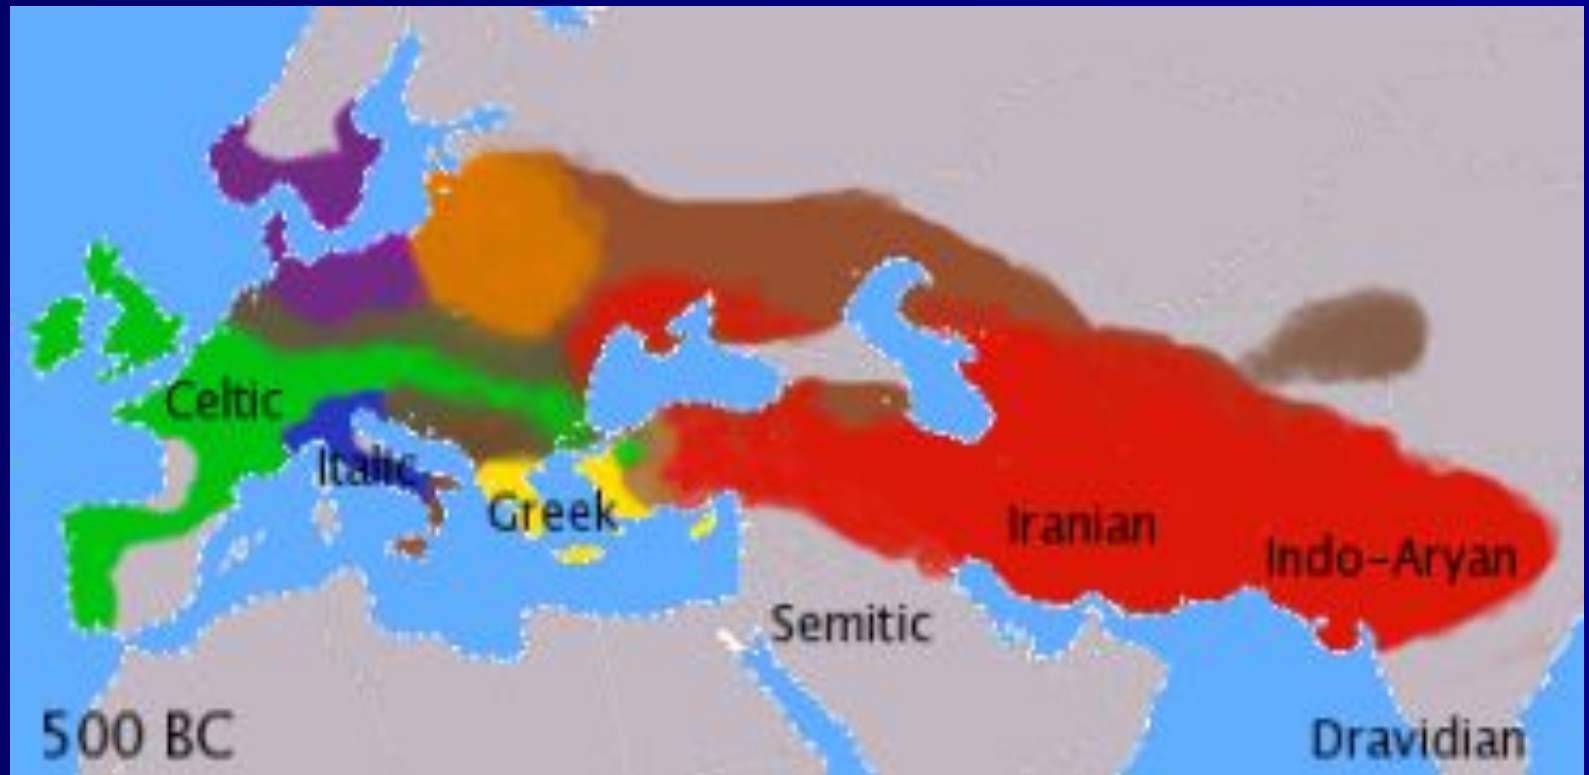 Celtic
Italic
Greek
Iranian
Indo-Aryan
Semitic
500 BC
Dravidian